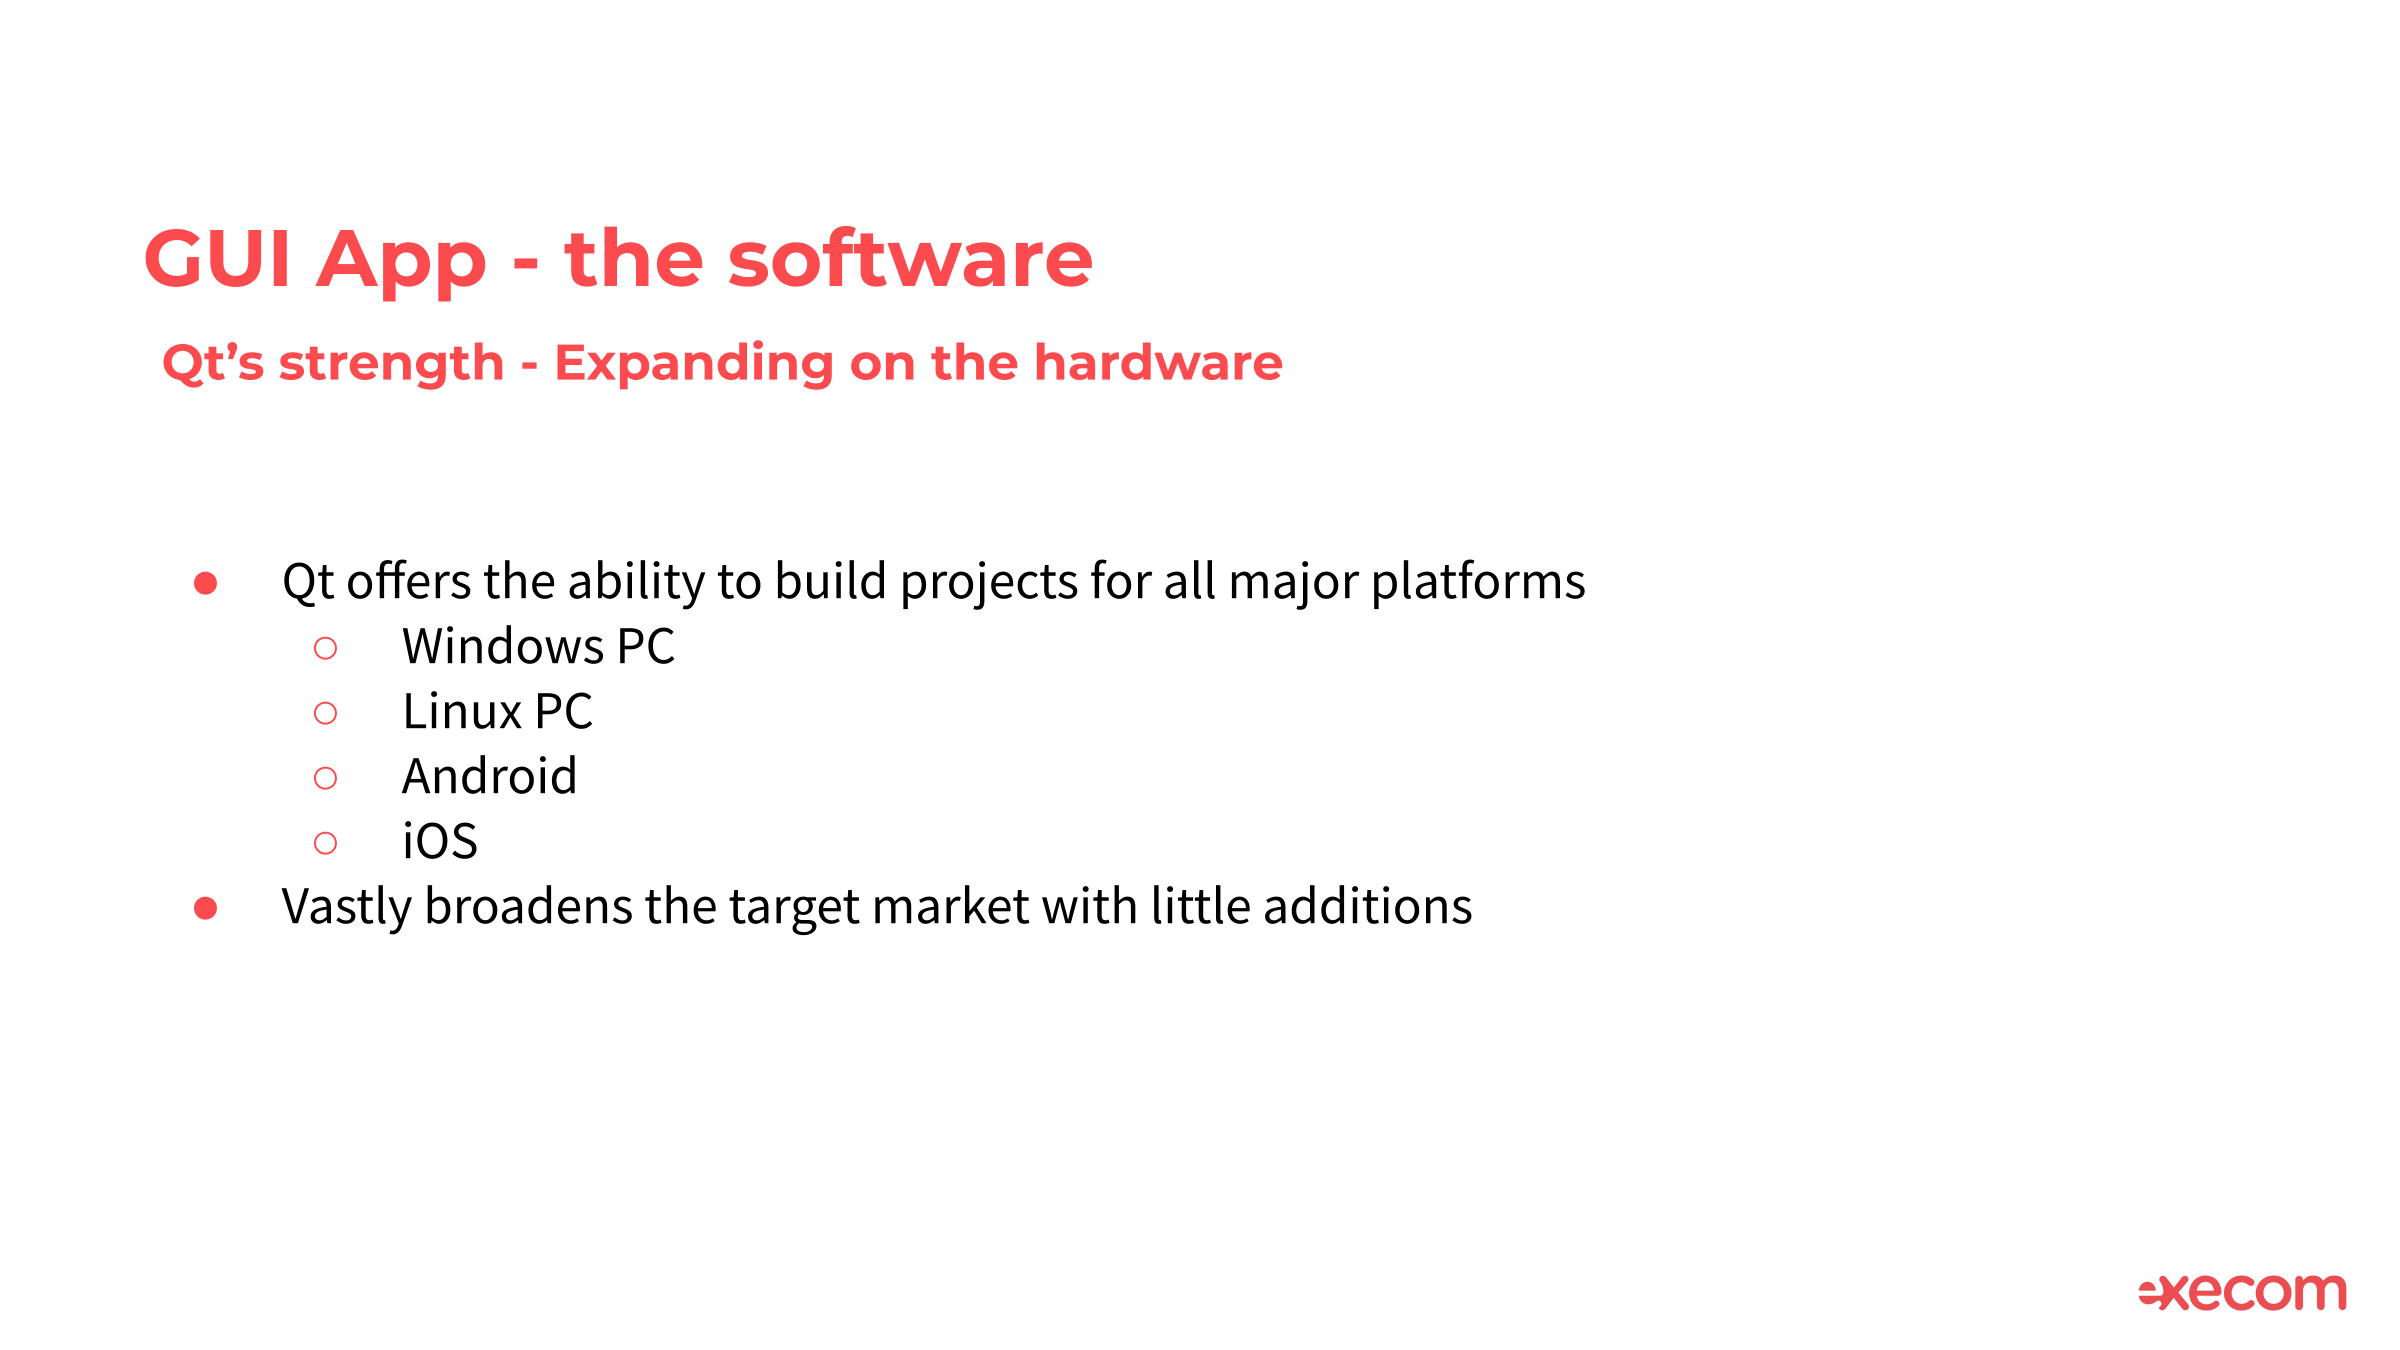 GUI App - the software
Qt’s strength - Expanding on the hardware
● Qt offers the ability to build projects for all major platforms
○ Windows PC
○ Linux PC
○ Android
○ iOS
● Vastly broadens the target market with little additions
execom